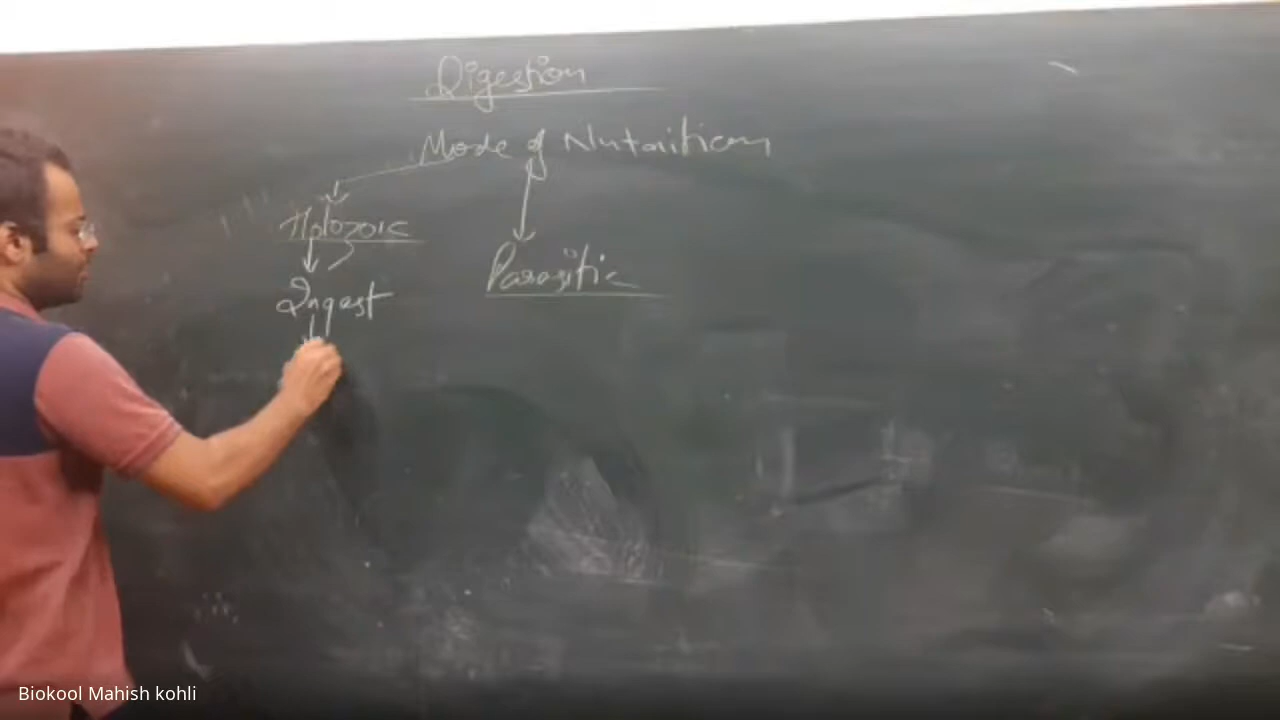 Digestion
Mode of Nutrition
Holozoic
Parasitic
Ingest
Biokool Mahish kohli